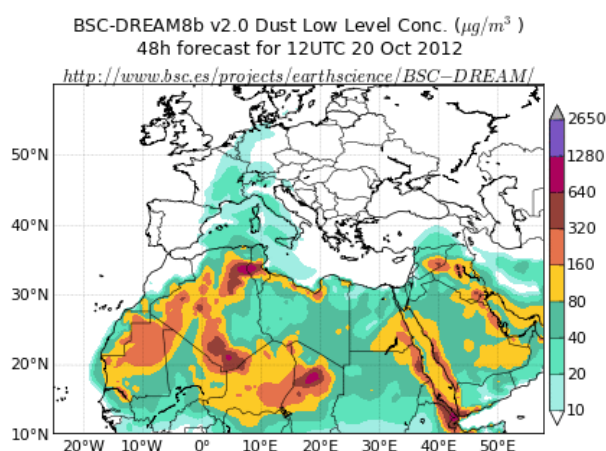 BSC-DREAM8b v2.0 Dust Low Level Conc. (μg/m³ )
48h forecast for 12UTC 20 Oct 2012
http://www.bsc.es/projects/earthscience/BSC−DREAM/
50°N
40°N
30°N
20°N
10°N
20°W 10°W 0° 10°E 20°E 30°E 40°E 50°E
2650
1280
640
320
160
80
40
20
10